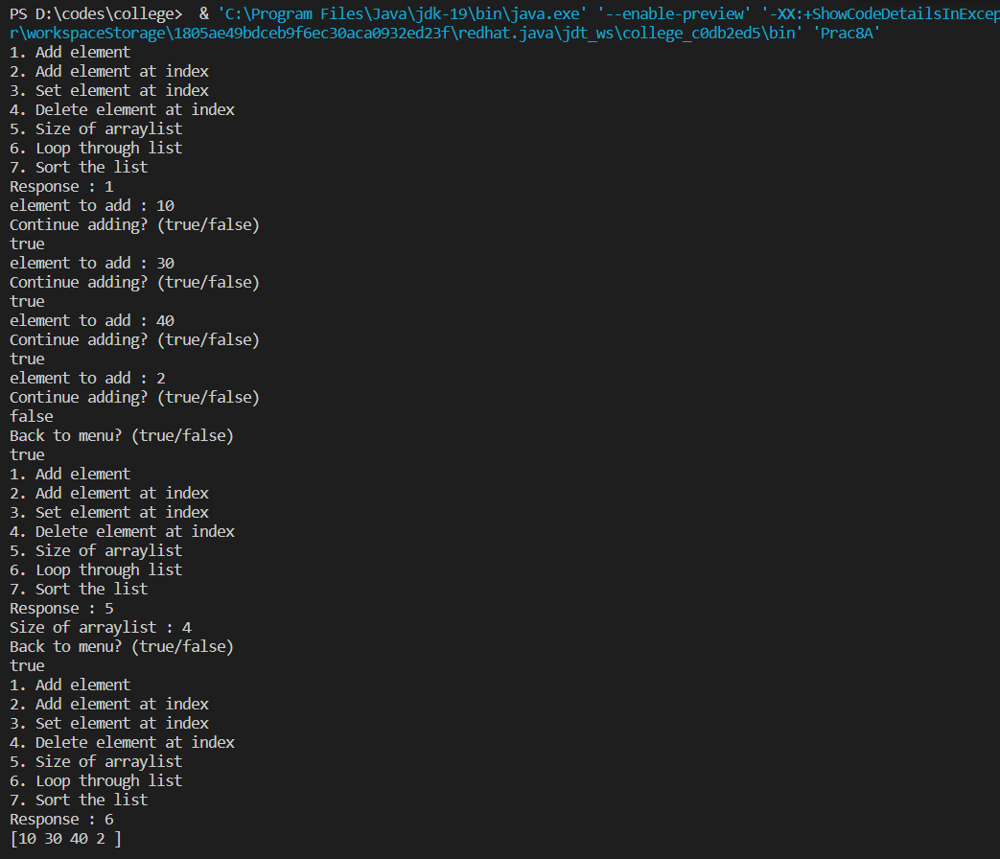 PS D:\codes\college>  & 'C:\Program Files\Java\jdk-19\bin\java.exe' '--enable-preview' '-XX:+ShowCodeDetailsInExcep
r\workspaceStorage\1805ae49bdceb9f6ec30aca0932ed23f\redhat.java\jdt_ws\college_c0db2ed5\bin' 'Prac8A'
1. Add element
2. Add element at index
3. Set element at index
4. Delete element at index
5. Size of arraylist
6. Loop through list
7. Sort the list
Response : 1
element to add : 10
Continue adding? (true/false)
true
element to add : 30
Continue adding? (true/false)
true
element to add : 40
Continue adding? (true/false)
true
element to add : 2
Continue adding? (true/false)
false
Back to menu? (true/false)
true
1. Add element
2. Add element at index
3. Set element at index
4. Delete element at index
5. Size of arraylist
6. Loop through list
7. Sort the list
Response : 5
Size of arraylist : 4
Back to menu? (true/false)
true
1. Add element
2. Add element at index
3. Set element at index
4. Delete element at index
5. Size of arraylist
6. Loop through list
7. Sort the list
Response : 6
[10 30 40 2 ]